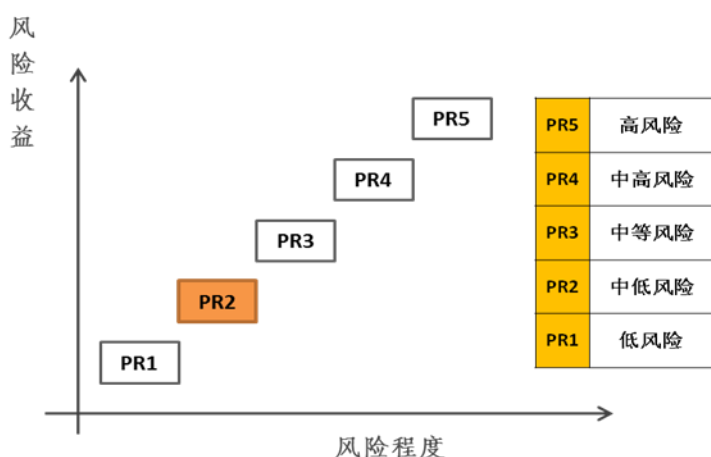 风险收益
PR5
PR4
PR3
PR2
PR1
风险程度
PR5 高风险
PR4 中高风险
PR3 中等风险
PR2 中低风险
PR1 低风险